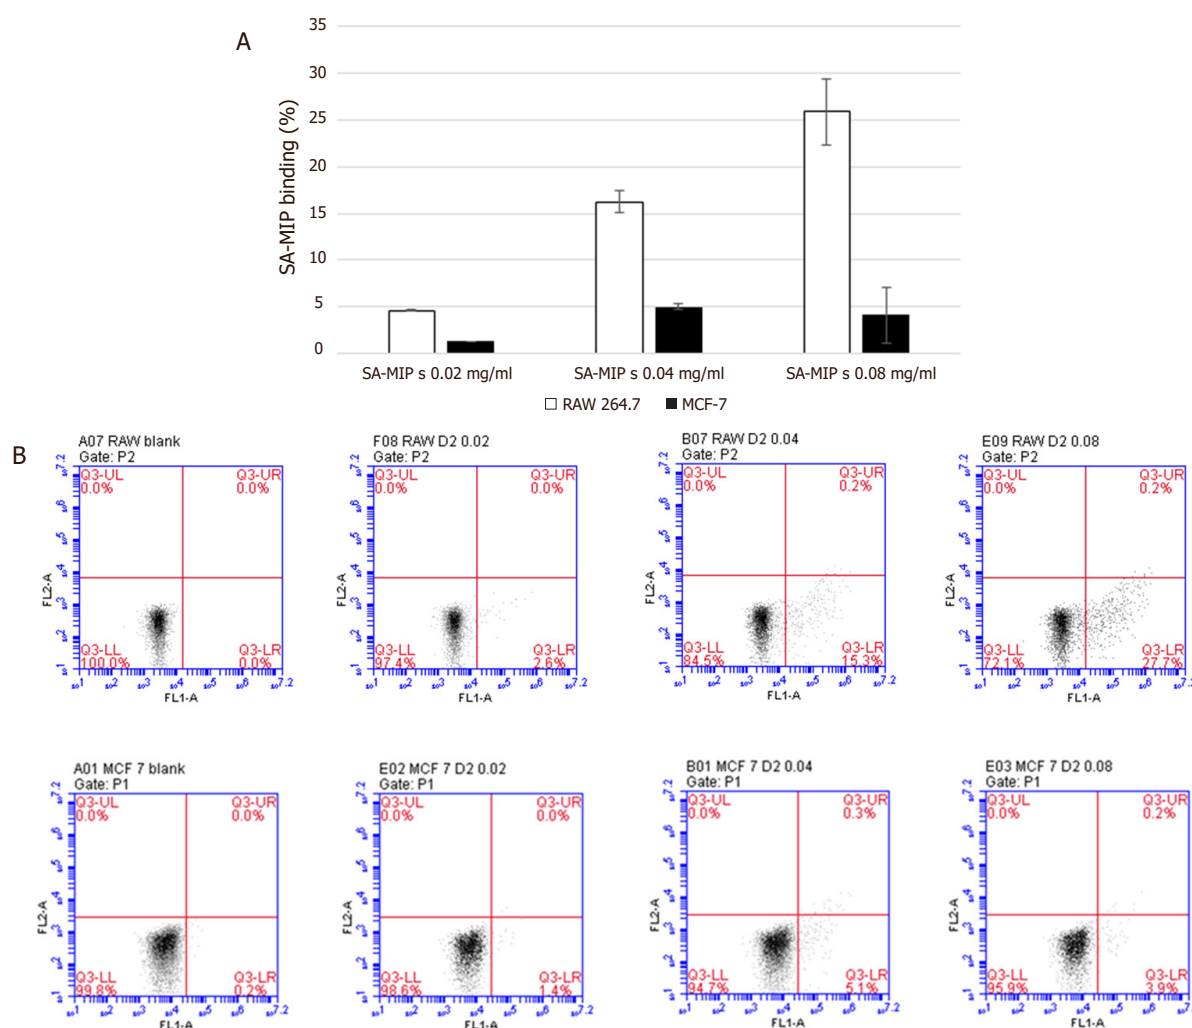 A
35
30
25
20
15
10
5
0
SA-MIP binding (%)
SA-MIP s 0.02 mg/ml SA-MIP s 0.04 mg/ml SA-MIP s 0.08 mg/ml
RAW 264.7 MCF-7
B
A07 RAW blank
Gate: P2
Q3-UL Q3-UR
0.0% 0.0%
Q3-LL Q3-LR
100.0% 0.0%
FL2-A
FL1-A
F08 RAW D2 0.02
Gate: P2
Q3-UL Q3-UR
0.0% 0.0%
Q3-LL Q3-LR
97.4% 2.6%
FL2-A
FL1-A
B07 RAW D2 0.04
Gate: P2
Q3-UL Q3-UR
0.0% 0.2%
Q3-LL Q3-LR
84.5% 15.3%
FL2-A
FL1-A
E09 RAW D2 0.08
Gate: P2
Q3-UL Q3-UR
0.0% 0.2%
Q3-LL Q3-LR
72.1% 27.7%
FL2-A
FL1-A
A01 MCF 7 blank
Gate: P1
Q3-UL Q3-UR
0.0% 0.0%
Q3-LL Q3-LR
99.8% 0.2%
FL2-A
FL1-A
E02 MCF 7 D2 0.02
Gate: P1
Q3-UL Q3-UR
0.0% 0.0%
Q3-LL Q3-LR
98.6% 1.4%
FL2-A
FL1-A
B01 MCF 7 D2 0.04
Gate: P1
Q3-UL Q3-UR
0.0% 0.3%
Q3-LL Q3-LR
94.7% 5.1%
FL2-A
FL1-A
E03 MCF 7 D2 0.08
Gate: P1
Q3-UL Q3-UR
0.0% 0.2%
Q3-LL Q3-LR
95.9% 3.9%
FL2-A
FL1-A